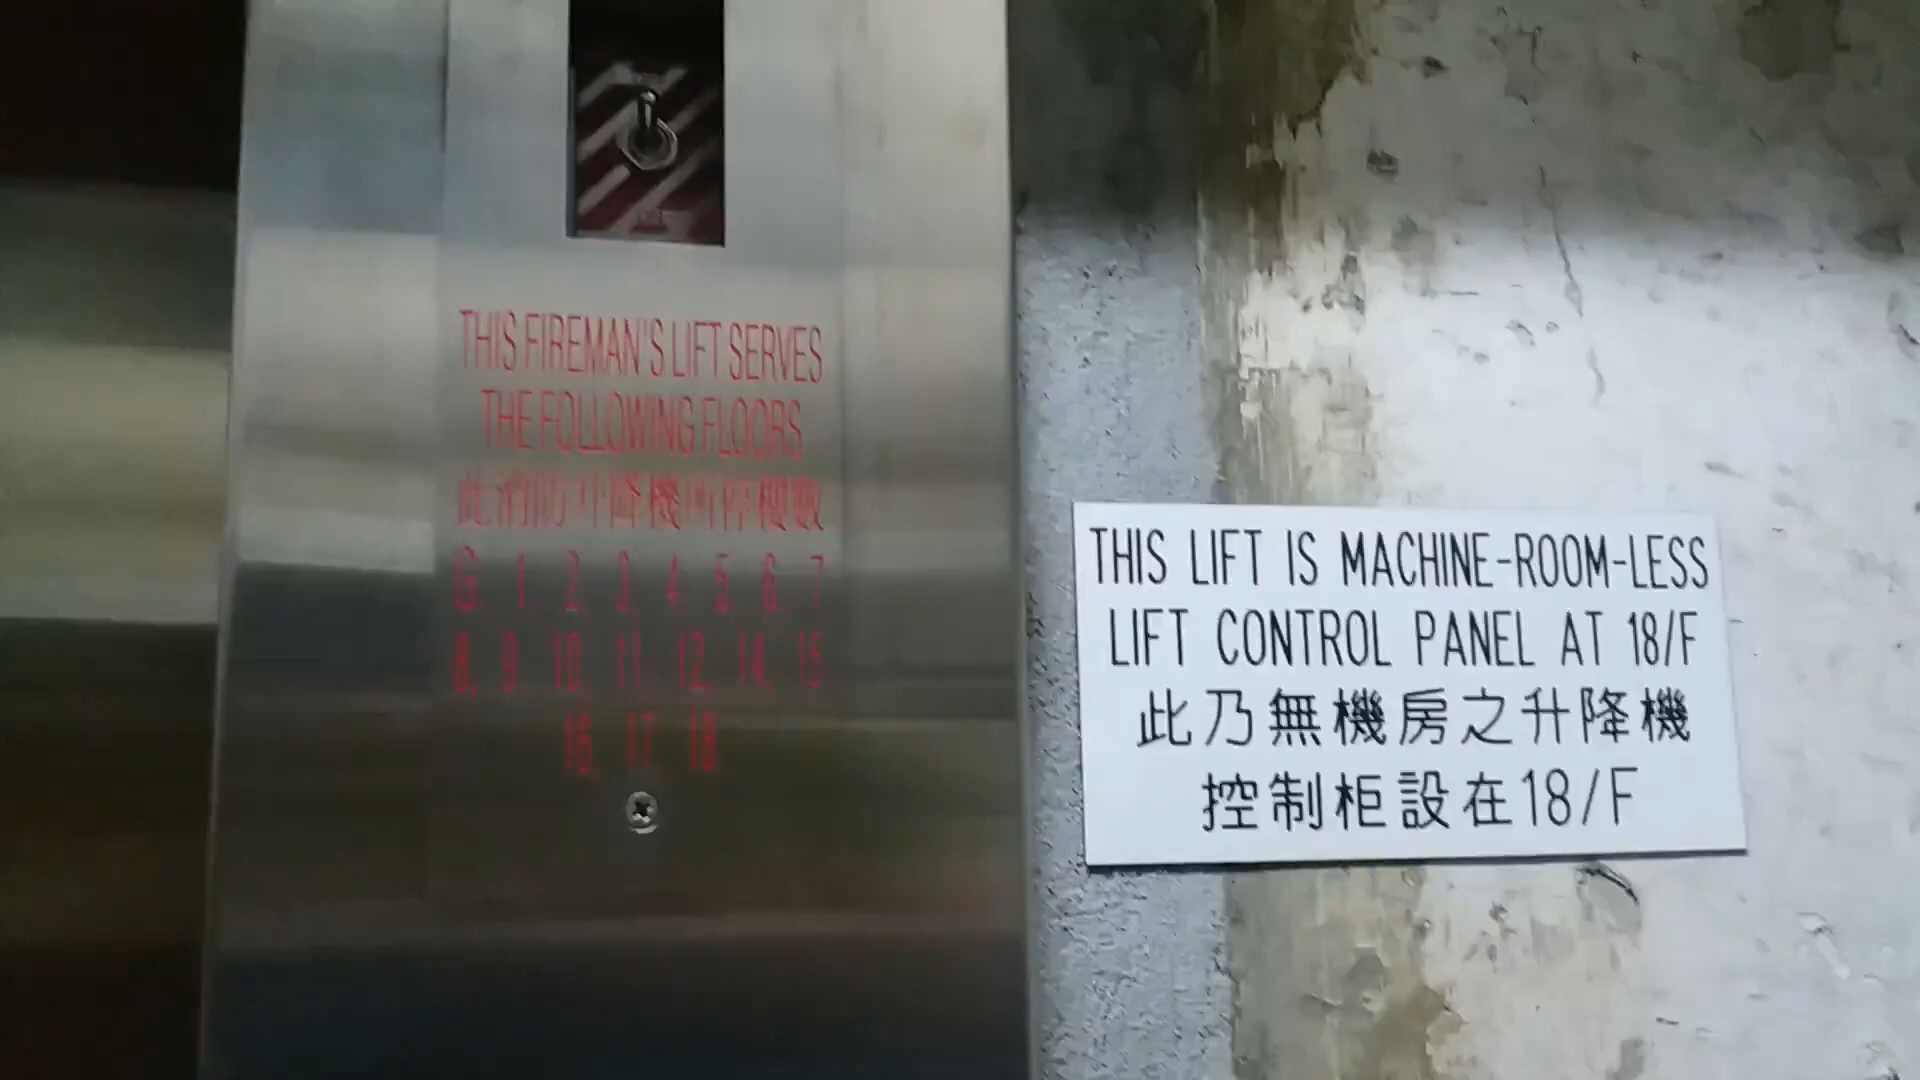 THIS FIREMAN'S LIFT SERVES
THE FOLLOWING FLOORS
此消防升降機所停樓數
G, 1, 2, 3, 4, 5, 6, 7
8, 9, 10, 11, 12, 14, 15
16, 17, 18
THIS LIFT IS MACHINE-ROOM-LESS
LIFT CONTROL PANEL AT 18/F
此乃無機房之升降機
控制柜設在18/F